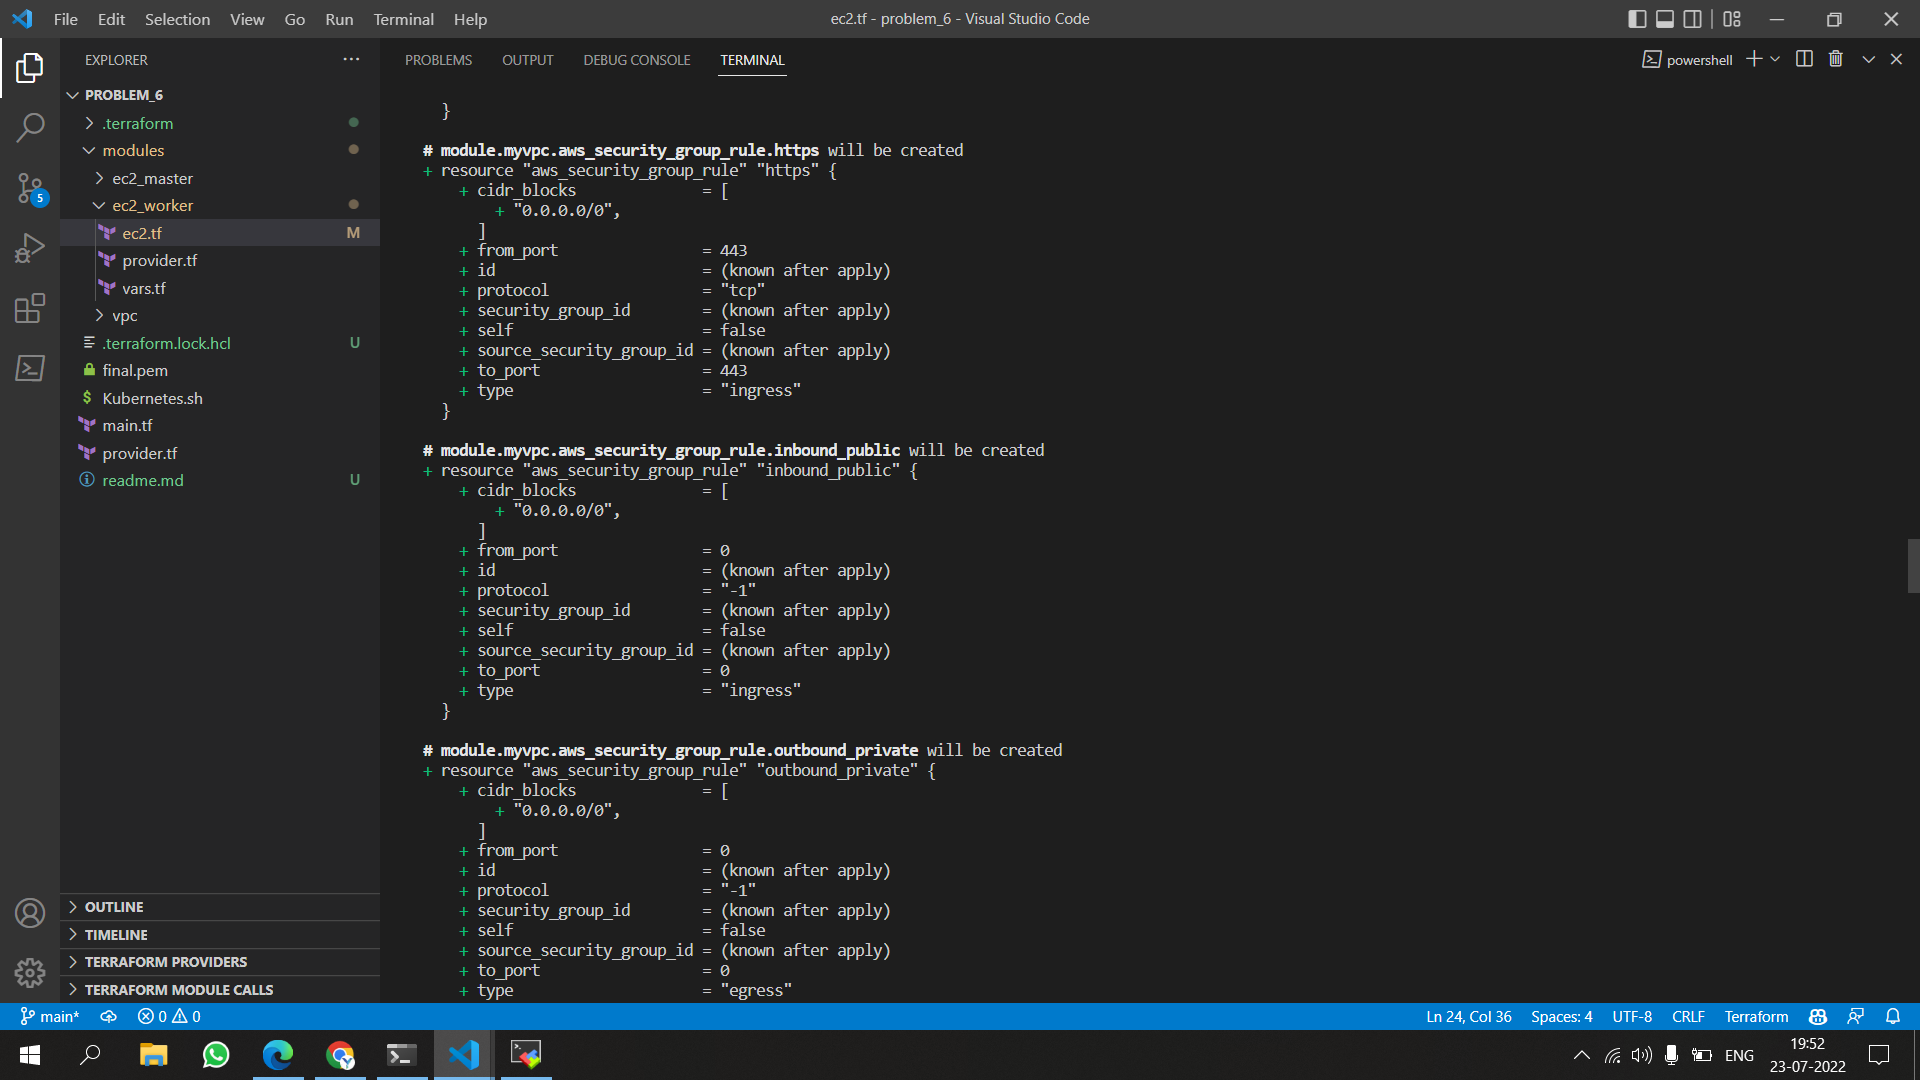 File Edit Selection View Go Run Terminal Help
ec2.tf - problem_6 - Visual Studio Code
EXPLORER
PROBLEM_6
.terraform
modules
ec2_master
ec2_worker
ec2.tf M
provider.tf
vars.tf
vpc
.terraform.lock.hcl U
final.pem
Kubernetes.sh
main.tf
provider.tf
readme.md U
OUTLINE
TIMELINE
TERRAFORM PROVIDERS
TERRAFORM MODULE CALLS
5
PROBLEMS OUTPUT DEBUG CONSOLE TERMINAL
powershell
}
# module.myvpc.aws_security_group_rule.https will be created
+ resource "aws_security_group_rule" "https" {
+ cidr_blocks = [
+ "0.0.0.0/0",
]
+ from_port = 443
+ id = (known after apply)
+ protocol = "tcp"
+ security_group_id = (known after apply)
+ self = false
+ source_security_group_id = (known after apply)
+ to_port = 443
+ type = "ingress"
}
# module.myvpc.aws_security_group_rule.inbound_public will be created
+ resource "aws_security_group_rule" "inbound_public" {
+ cidr_blocks = [
+ "0.0.0.0/0",
]
+ from_port = 0
+ id = (known after apply)
+ protocol = "-1"
+ security_group_id = (known after apply)
+ self = false
+ source_security_group_id = (known after apply)
+ to_port = 0
+ type = "ingress"
}
# module.myvpc.aws_security_group_rule.outbound_private will be created
+ resource "aws_security_group_rule" "outbound_private" {
+ cidr_blocks = [
+ "0.0.0.0/0",
]
+ from_port = 0
+ id = (known after apply)
+ protocol = "-1"
+ security_group_id = (known after apply)
+ self = false
+ source_security_group_id = (known after apply)
+ to_port = 0
+ type = "egress"
main* 0 0
Ln 24, Col 36 Spaces: 4 UTF-8 CRLF Terraform
ENG
19:52
23-07-2022